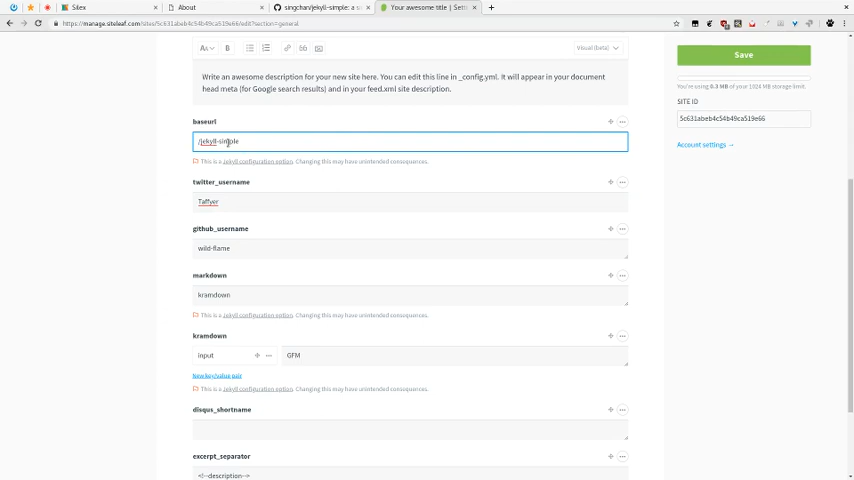 Silex
About
singchan/jekyll-simple: a s
Your awesome title | Sett
https://manage.siteleaf.com/sites/5c631abeb4c54b49ca519e66/edit?section=general
AA
B
Visual (beta)
Save
Write an awesome description for your new site here. You can edit this line in _config.yml. It will appear in your document
head meta (for Google search results) and in your feed.xml site description.
You're using 0.3 MB of your 1024 MB storage limit.
SITE ID
5c631abeb4c54b49ca519e66
Account settings →
baseurl
/jekyll-simple
This is a Jekyll configuration option. Changing this may have unintended consequences.
twitter_username
Taffyer
github_username
wild-flame
markdown
kramdown
This is a Jekyll configuration option. Changing this may have unintended consequences.
kramdown
input
GFM
New key/value pair
This is a Jekyll configuration option. Changing this may have unintended consequences.
disqus_shortname
excerpt_separator
<!--description-->